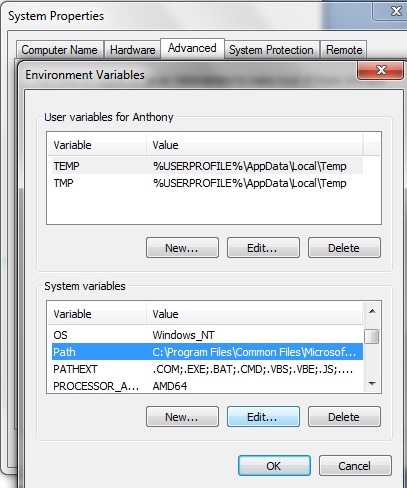 System Properties
Computer Name Hardware Advanced System Protection Remote
Environment Variables
User variables for Anthony
Variable Value
TEMP %USERPROFILE%\AppData\Local\Temp
TMP %USERPROFILE%\AppData\Local\Temp
New... Edit... Delete
System variables
Variable Value
OS Windows_NT
Path C:\Program Files\Common Files\Microsof...
PATHEXT .COM;.EXE;.BAT;.CMD;.VBS;.VBE;.JS;....
PROCESSOR_A... AMD64
New... Edit... Delete
OK Cancel